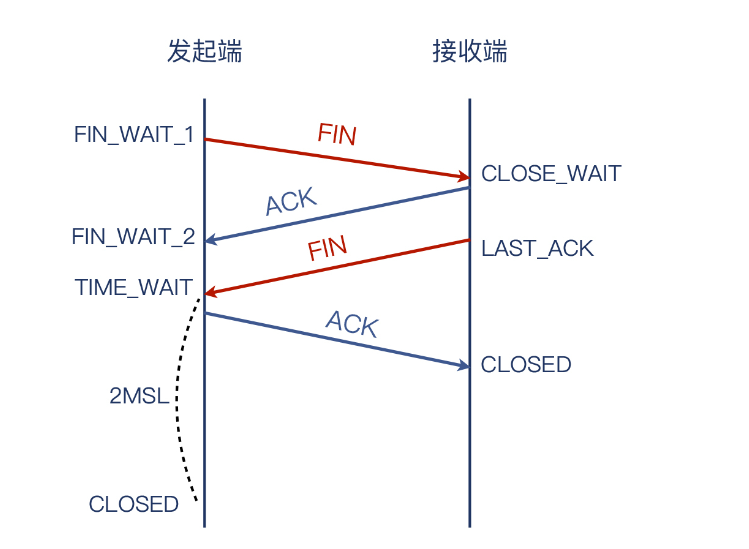 发起端
接收端
FIN_WAIT_1
FIN
CLOSE_WAIT
ACK
FIN_WAIT_2
FIN
LAST_ACK
TIME_WAIT
ACK
CLOSED
2MSL
CLOSED